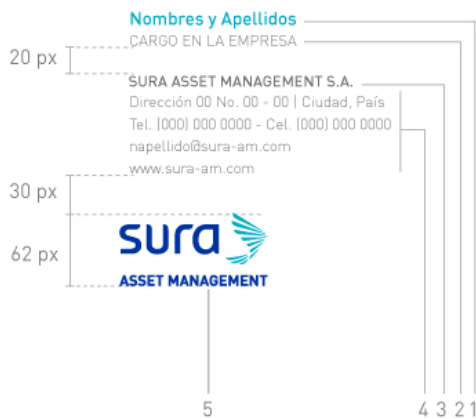 Nombres y Apellidos
CARGO EN LA EMPRESA
20 px
SURA ASSET MANAGEMENT S.A.
Dirección 00 No. 00 - 00 | Ciudad, País
Tel. (000) 000 0000 - Cel. (000) 000 0000
napellido@sura-am.com
www.sura-am.com
30 px
62 px
sura
ASSET MANAGEMENT
5 4 3 2 1